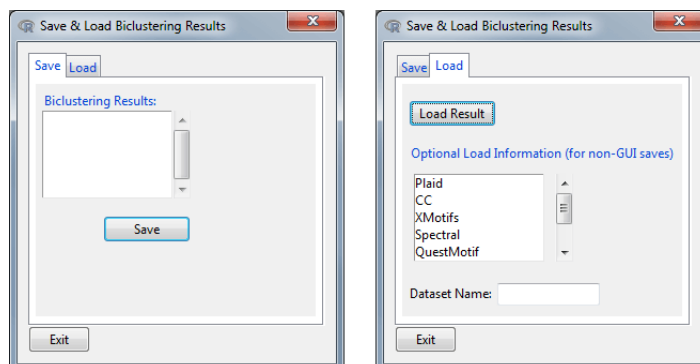 Save & Load Biclustering Results
Save Load
Biclustering Results:
Save
Exit
Save & Load Biclustering Results
Save Load
Load Result
Optional Load Information (for non-GUI saves)
Plaid
CC
XMotifs
Spectral
QuestMotif
Dataset Name:
Exit